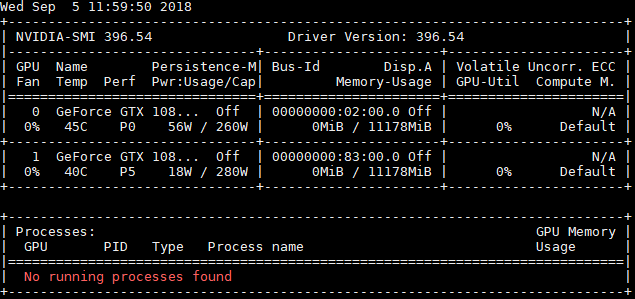 Wed Sep  5 11:59:50 2018
+-----------------------------------------------------------------------------+
| NVIDIA-SMI 396.54                 Driver Version: 396.54                    |
|-------------------------------+----------------------+----------------------+
| GPU  Name        Persistence-M| Bus-Id        Disp.A | Volatile Uncorr. ECC |
| Fan  Temp  Perf  Pwr:Usage/Cap|         Memory-Usage | GPU-Util  Compute M. |
|===============================+======================+======================|
|   0  GeForce GTX 108...  Off  | 00000000:02:00.0 Off |                  N/A |
|  0%   45C    P0    56W / 260W |      0MiB / 11178MiB |      0%      Default |
+-------------------------------+----------------------+----------------------+
|   1  GeForce GTX 108...  Off  | 00000000:83:00.0 Off |                  N/A |
|  0%   40C    P5    18W / 280W |      0MiB / 11178MiB |      0%      Default |
+-------------------------------+----------------------+----------------------+

+-----------------------------------------------------------------------------+
| Processes:                                                       GPU Memory |
|  GPU       PID   Type   Process name                             Usage      |
|=============================================================================|
|  No running processes found                                                 |
+-----------------------------------------------------------------------------+